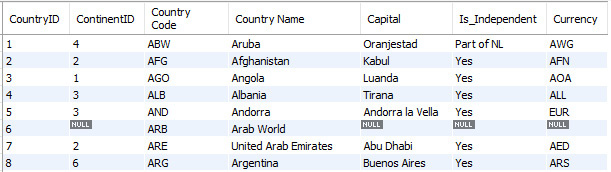 CountryID ContinentID Country Code Country Name Capital Is_Independent Currency
1 4 ABW Aruba Oranjestad Part of NL AWG
2 2 AFG Afghanistan Kabul Yes AFN
3 1 AGO Angola Luanda Yes AOA
4 3 ALB Albania Tirana Yes ALL
5 3 AND Andorra Andorra la Vella Yes EUR
6 NULL ARB Arab World NULL NULL NULL
7 2 ARE United Arab Emirates Abu Dhabi Yes AED
8 6 ARG Argentina Buenos Aires Yes ARS